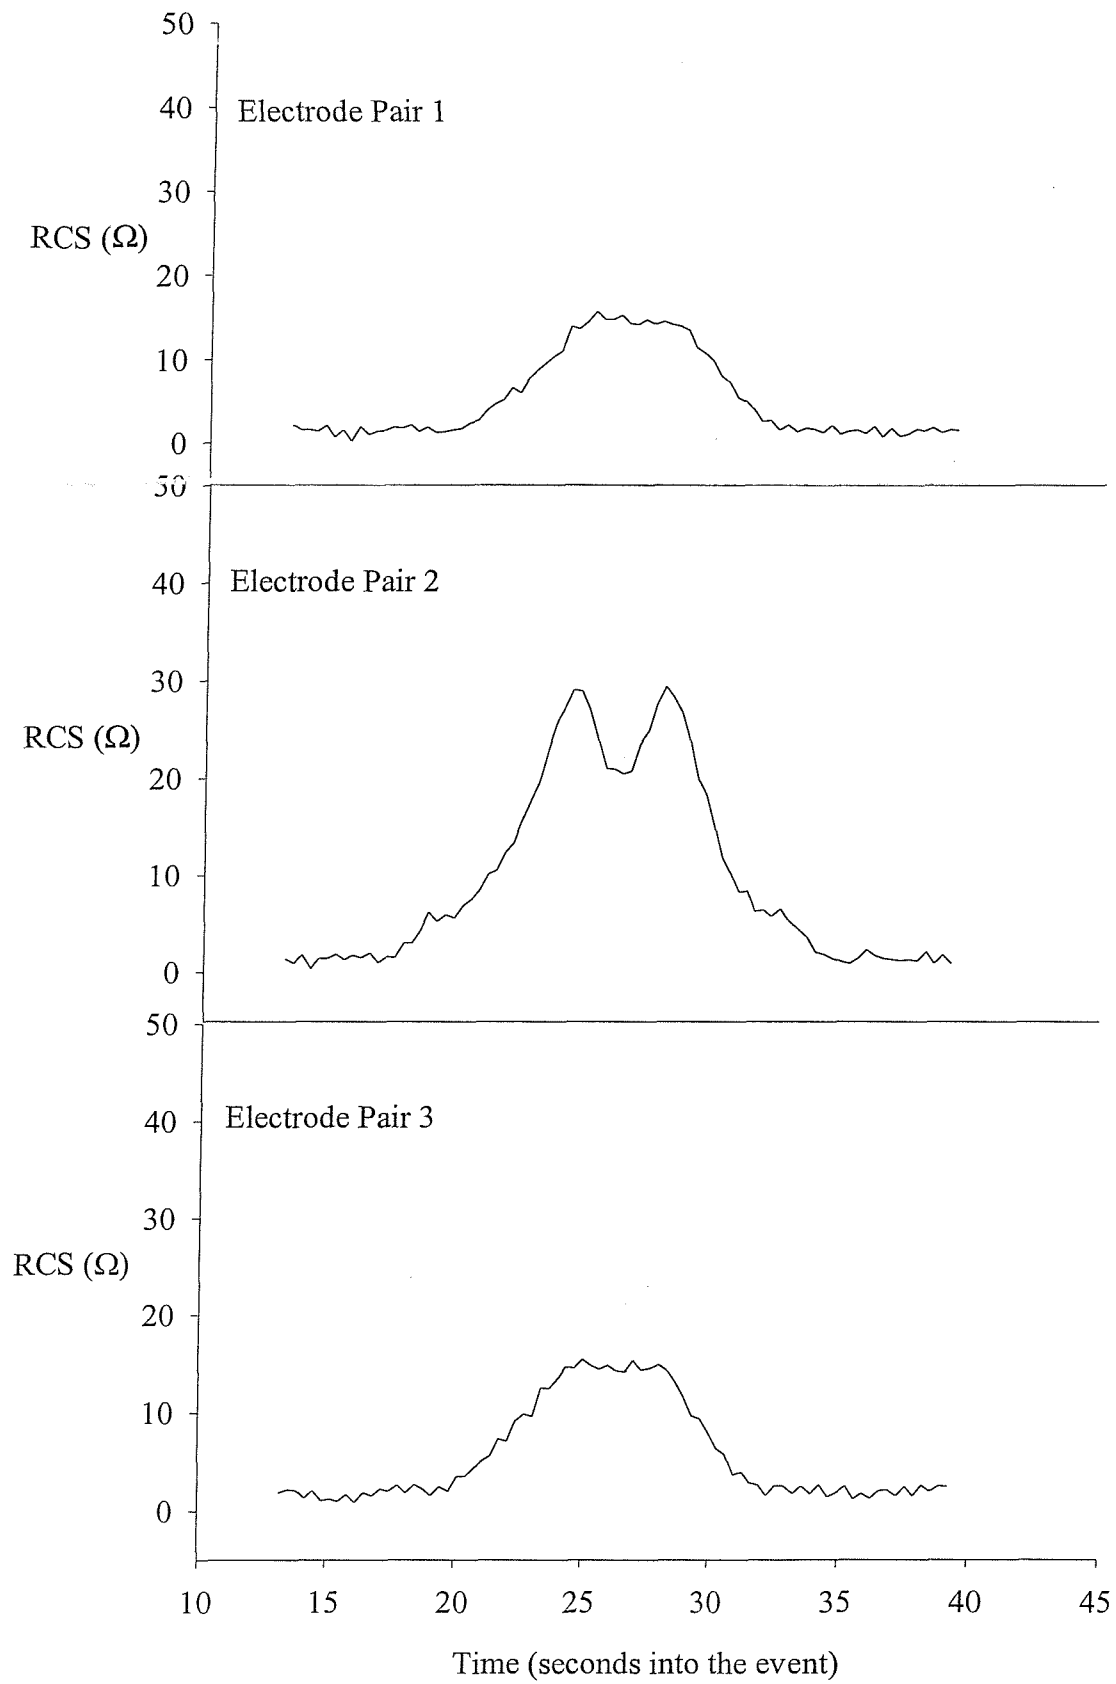 50
40
Electrode Pair 1
30
RCS (Ω)
20
10
0
50
40
Electrode Pair 2
30
RCS (Ω)
20
10
0
50
40
Electrode Pair 3
30
RCS (Ω)
20
10
0
10 15 20 25 30 35 40 45
Time (seconds into the event)